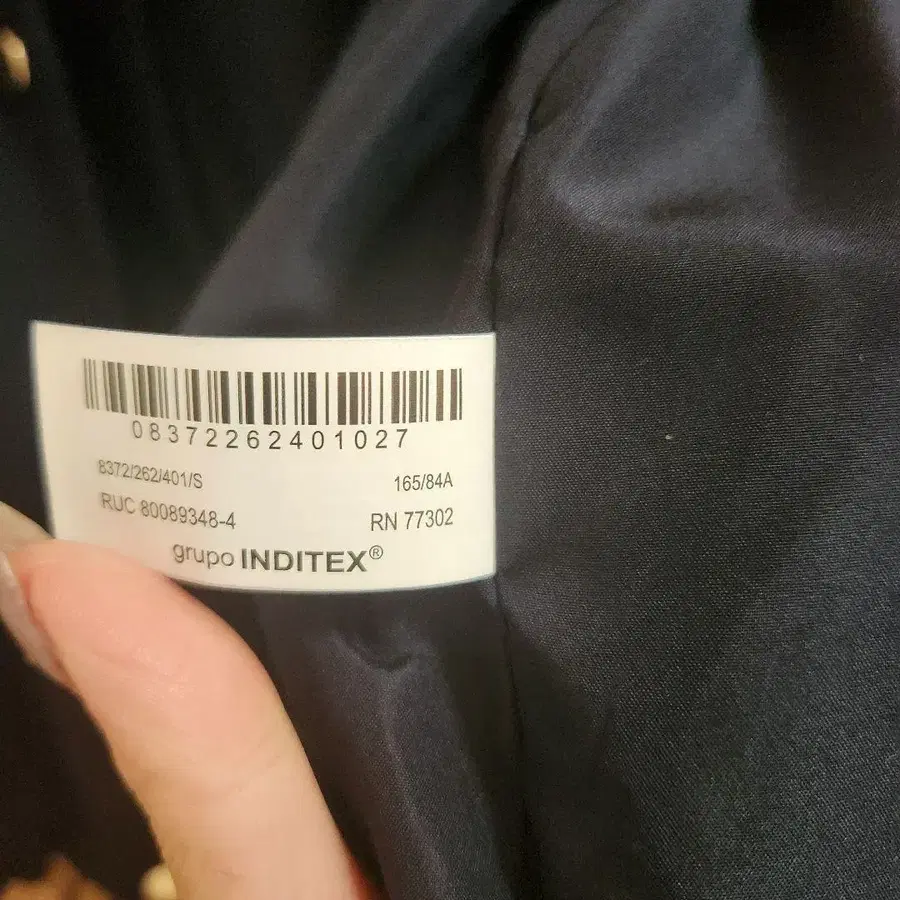 08372262401027
8372/262/401/S 165/84A
RUC 80089348-4 RN 77302
grupo INDITEX®